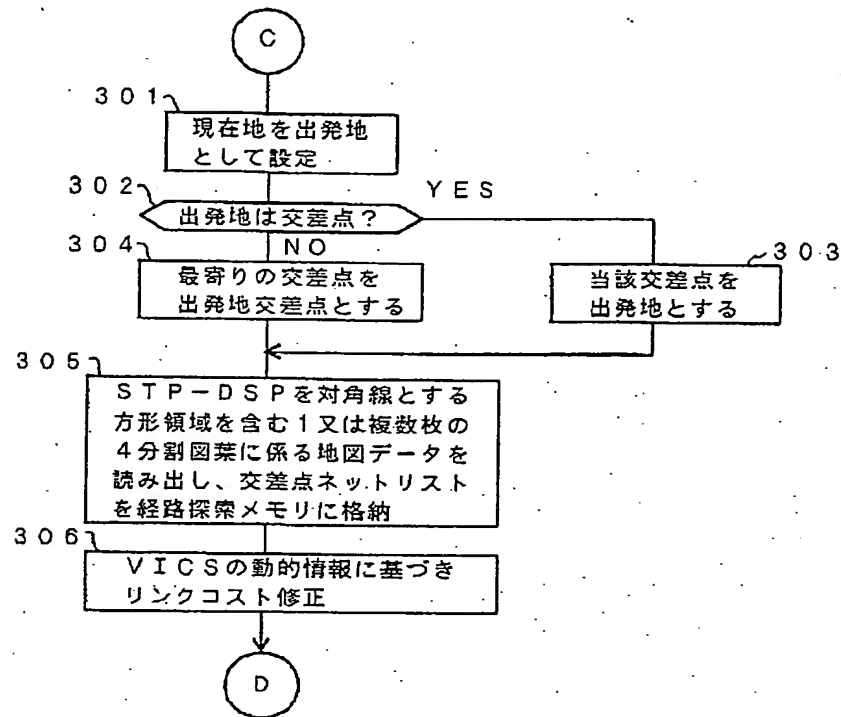 C
301
現在地を出発地
として設定
302
YES
出発地は交差点?
304
NO
303
最寄りの交差点を
出発地交差点とする
当該交差点を
出発地とする
305
STP-DSPを対角線とする
方形領域を含む1又は複数枚の
4分割図葉に係る地図データを
読み出し、交差点ネットリスト
を経路探索メモリに格納
306
VICSの動的情報に基づき
リンクコスト修正
D